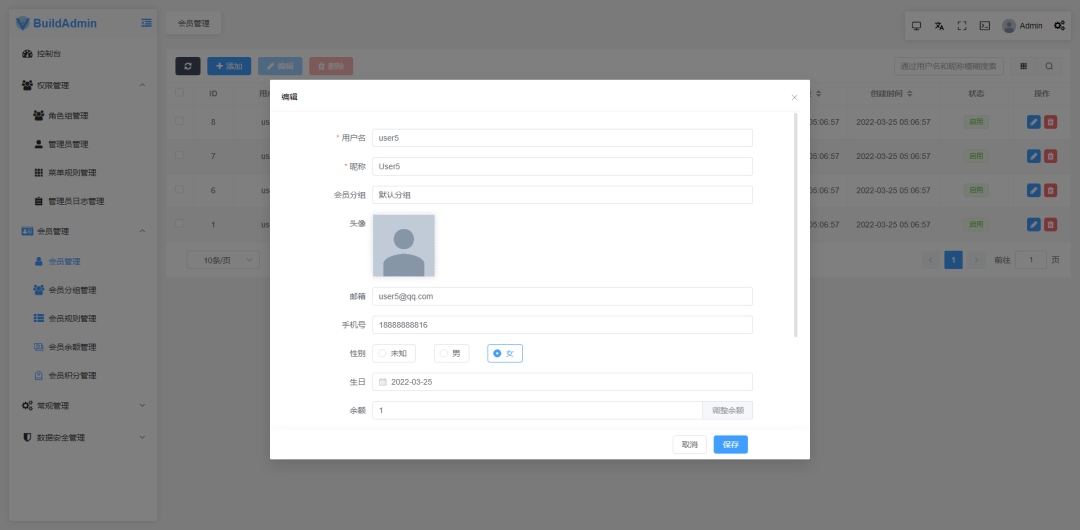 BuildAdmin
会员管理
Admin
控制台
权限管理
角色组管理
管理员管理
菜单规则管理
管理员日志管理
会员管理
会员管理
会员分组管理
会员规则管理
会员余额管理
会员积分管理
常规管理
数据安全管理
添加
编辑
删除
通过用户名和昵称模糊搜索
ID
创建时间
状态
操作
8
us
05:06:57
2022-03-25 05:06:57
启用
7
us
05:06:57
2022-03-25 05:06:57
启用
6
us
05:06:57
2022-03-25 05:06:57
启用
1
us
05:06:57
2022-03-25 05:06:57
启用
10条/页
1
前往
1
页
编辑
* 用户名
user5
* 昵称
User5
会员分组
默认分组
头像
邮箱
user5@qq.com
手机号
18888888816
性别
未知
男
女
生日
2022-03-25
余额
1
调整余额
取消
保存